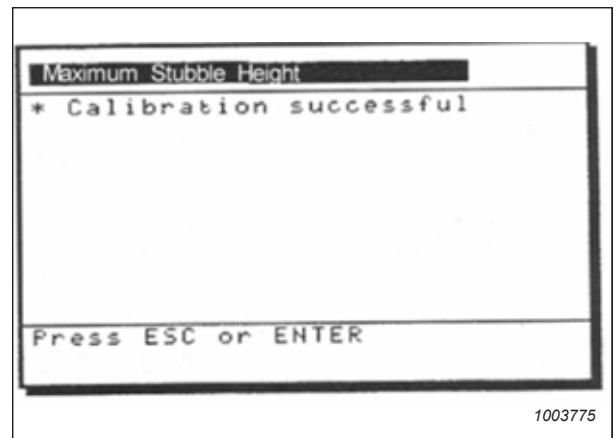 Maximum Stubble Height
* Calibration successful
Press ESC or ENTER
1003775